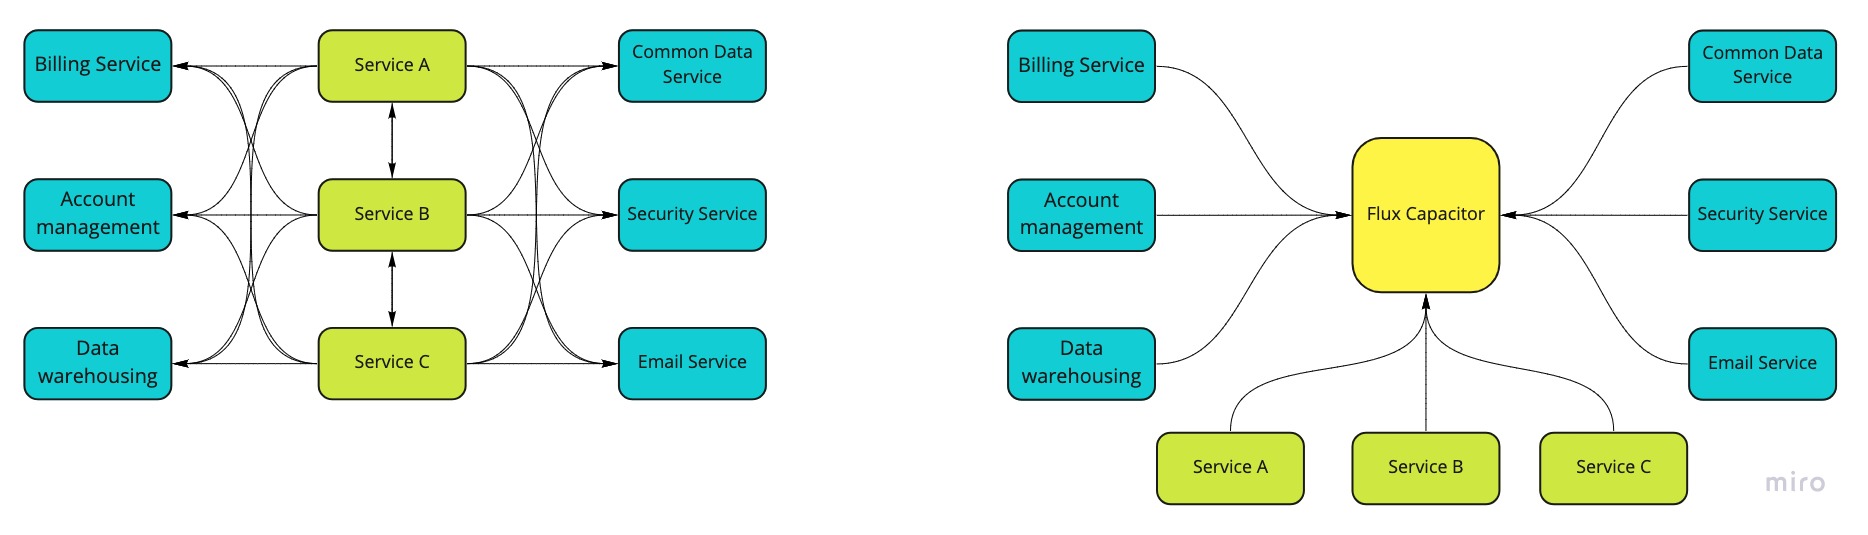 Billing Service
Service A
Common Data
Service
Account
management
Service B
Security Service
Data
warehousing
Service C
Email Service
Billing Service
Common Data
Service
Account
management
Flux Capacitor
Security Service
Data
warehousing
Email Service
Service A
Service B
Service C
miro